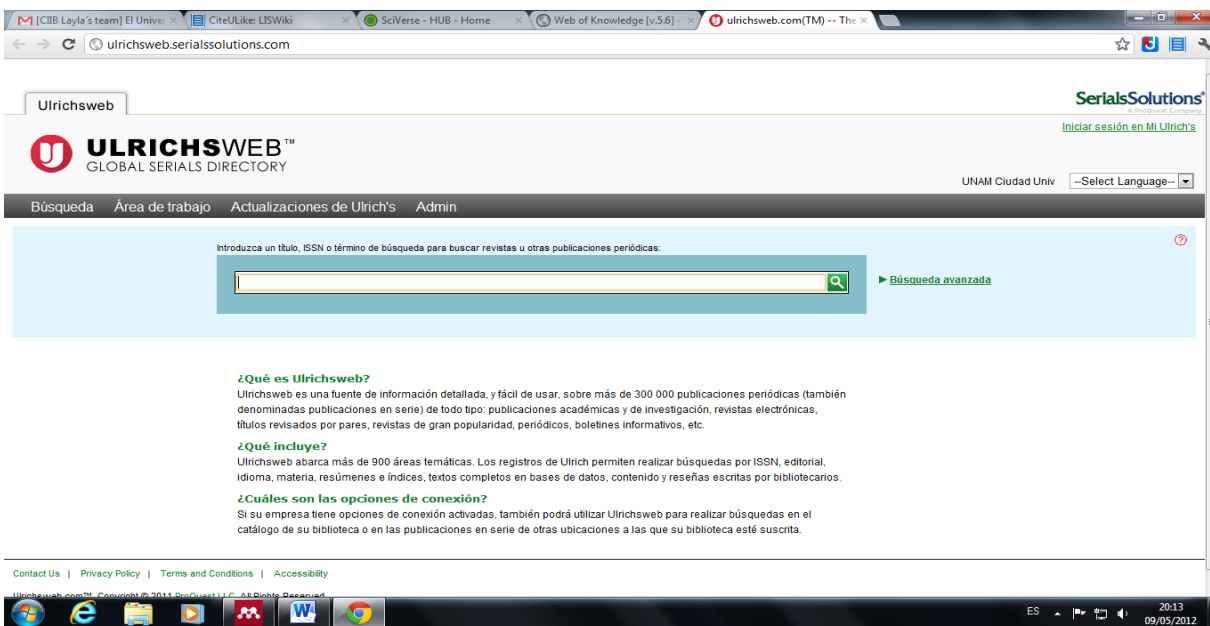 [CIIB Layla's team] El Univer
CiteULike: LISWiki
SciVerse - HUB - Home
Web of Knowledge [v.5.6] -
ulrichsweb.com(TM) -- The
ulrichsweb.serialssolutions.com
Ulrichsweb
SerialsSolutions
A ProQuest Company
Iniciar sesión en Mi Ulrich's
ULRICHSWEB™
GLOBAL SERIALS DIRECTORY
UNAM Ciudad Univ --Select Language--
Búsqueda Área de trabajo Actualizaciones de Ulrich's Admin
Introduzca un título, ISSN o término de búsqueda para buscar revistas u otras publicaciones periódicas:
Búsqueda avanzada
¿Qué es Ulrichsweb?
Ulrichsweb es una fuente de información detallada, y fácil de usar, sobre más de 300 000 publicaciones periódicas (también
denominadas publicaciones en serie) de todo tipo: publicaciones académicas y de investigación, revistas electrónicas,
títulos revisados por pares, revistas de gran popularidad, periódicos, boletines informativos, etc.
¿Qué incluye?
Ulrichsweb abarca más de 900 áreas temáticas. Los registros de Ulrich permiten realizar búsquedas por ISSN, editorial,
idioma, materia, resúmenes e índices, textos completos en bases de datos, contenido y reseñas escritas por bibliotecarios.
¿Cuáles son las opciones de conexión?
Si su empresa tiene opciones de conexión activadas, también podrá utilizar Ulrichsweb para realizar búsquedas en el
catálogo de su biblioteca o en las publicaciones en serie de otras ubicaciones a las que su biblioteca esté suscrita.
Contact Us | Privacy Policy | Terms and Conditions | Accessibility
Ulrichsweb.com™, Copyright © 2011 ProQuest LLC. All Rights Reserved
ES
20:13
09/05/2012